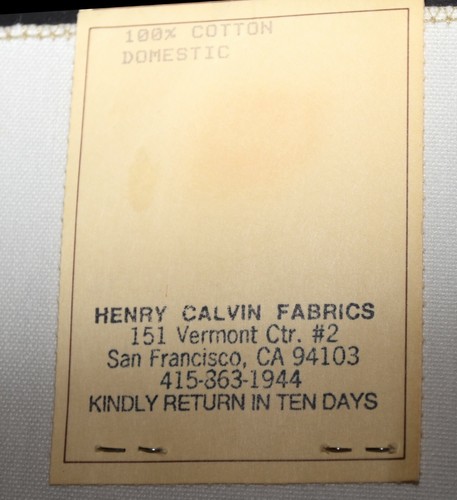 100% COTTON
DOMESTIC
HENRY CALVIN FABRICS
151 Vermont Ctr. #2
San Francisco, CA 94103
415-863-1944
KINDLY RETURN IN TEN DAYS